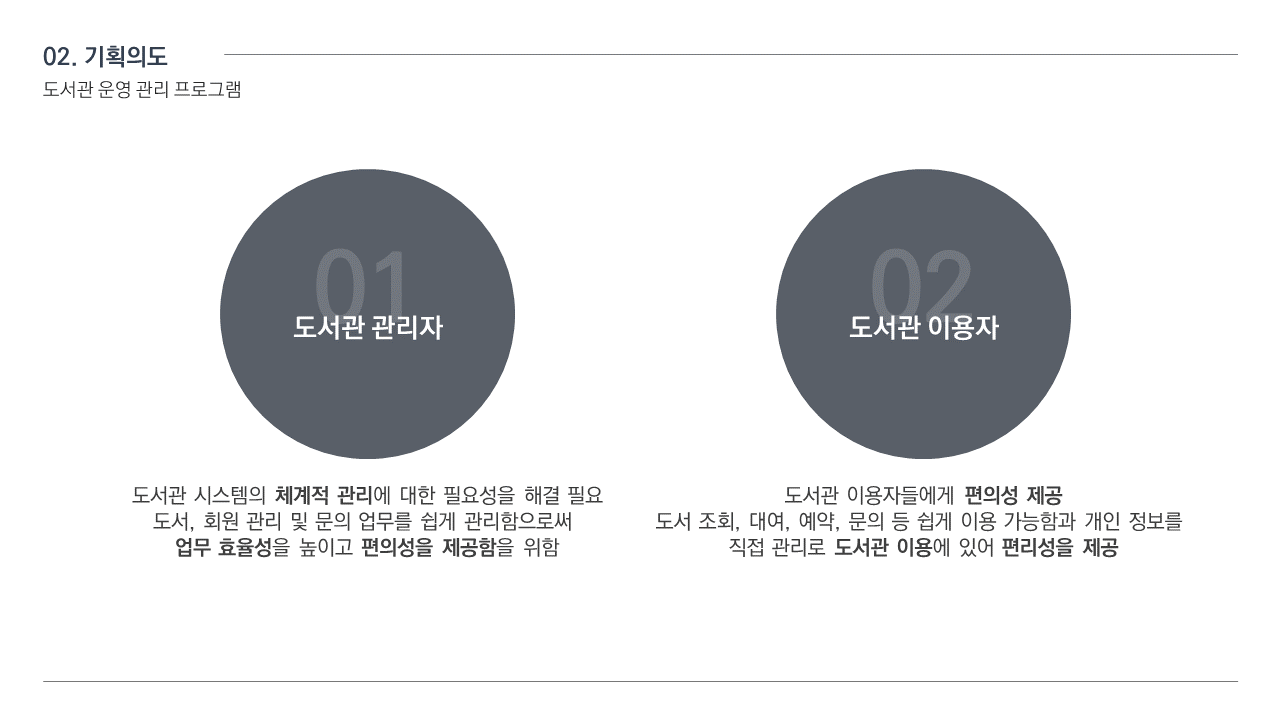 02. 기획의도
도서관 운영 관리 프로그램
01
도서관 관리자
도서관 시스템의 체계적 관리에 대한 필요성을 해결 필요
도서, 회원 관리 및 문의 업무를 쉽게 관리함으로써
업무 효율성을 높이고 편의성을 제공함을 위함
02
도서관 이용자
도서관 이용자들에게 편의성 제공
도서 조회, 대여, 예약, 문의 등 쉽게 이용 가능함과 개인 정보를
직접 관리로 도서관 이용에 있어 편리성을 제공